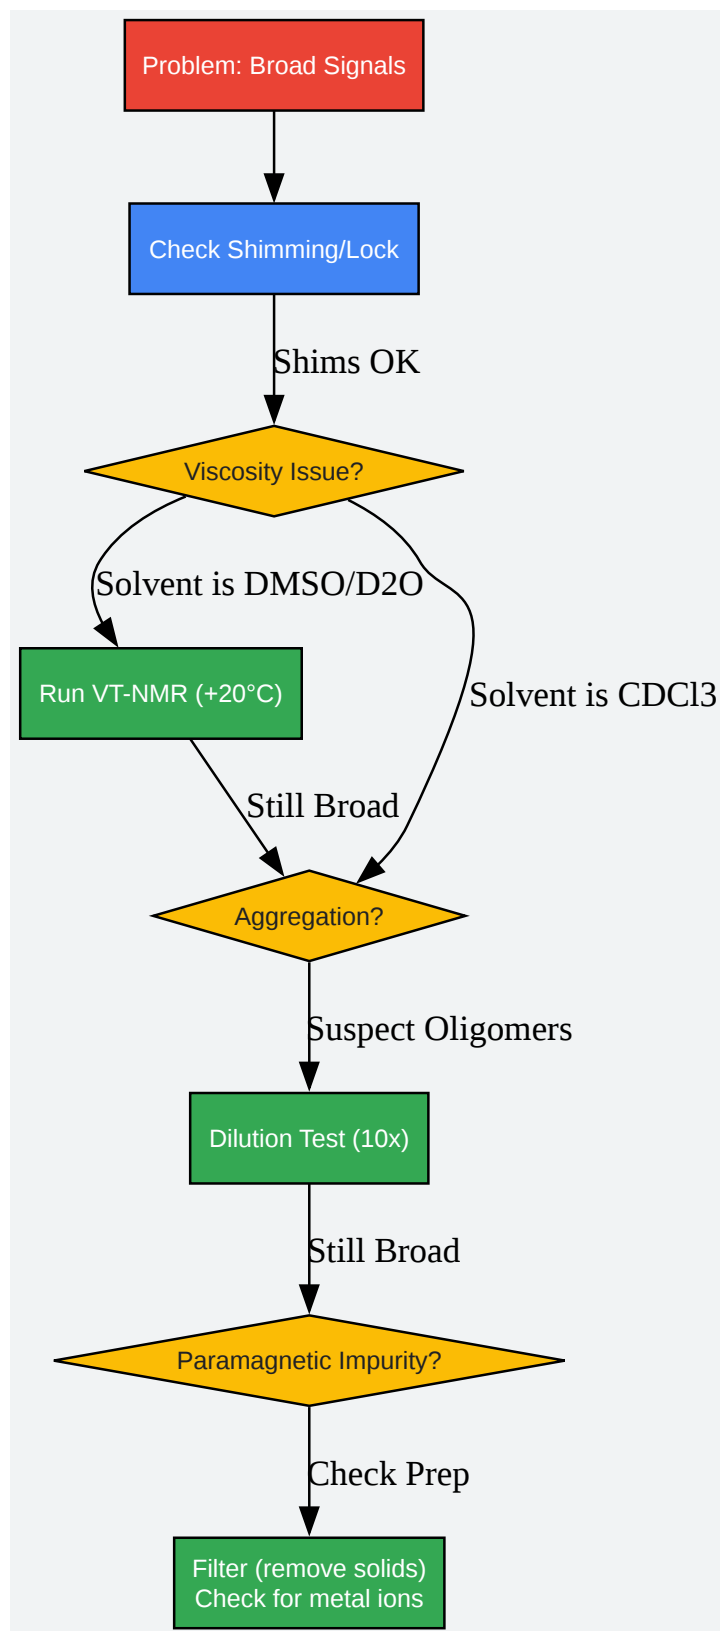 Problem: Broad Signals
Check Shimming/Lock
Shims OK
Viscosity Issue?
Solvent is DMSO/D2O
Run VT-NMR (+20°C)
Solvent is CDCl3
Still Broad
Aggregation?
Suspect Oligomers
Dilution Test (10x)
Still Broad
Paramagnetic Impurity?
Check Prep
Filter (remove solids)
Check for metal ions